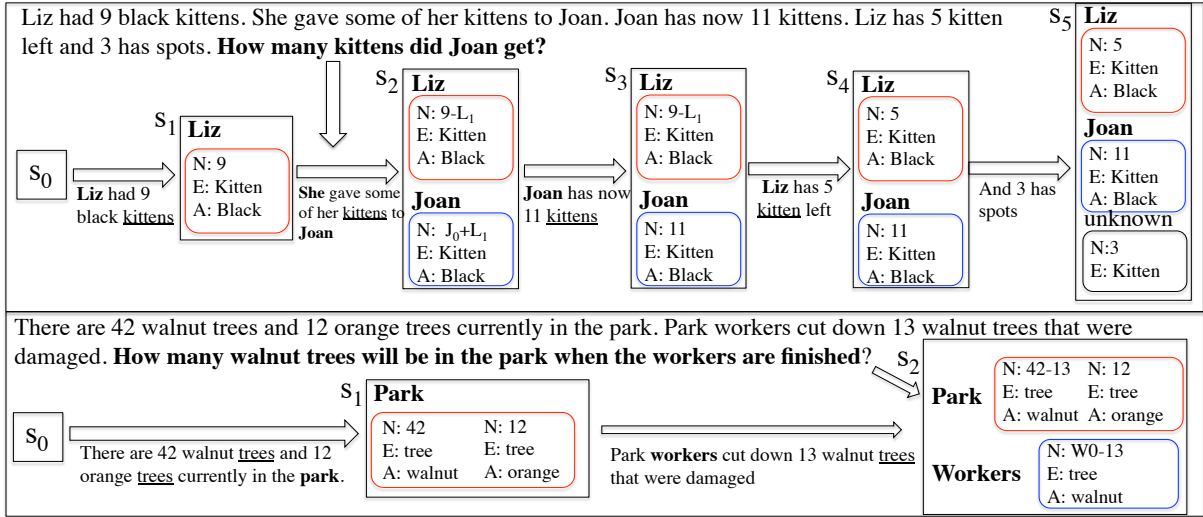 Liz had 9 black kittens. She gave some of her kittens to Joan. Joan has now 11 kittens. Liz has 5 kitten
left and 3 has spots. How many kittens did Joan get?
S0
Liz had 9
black kittens
S1
Liz
N: 9
E: Kitten
A: Black
She gave some
of her kittens to
Joan
S2
Liz
N: 9-L1
E: Kitten
A: Black
Joan
N: J0+L1
E: Kitten
A: Black
Joan has now
11 kittens
S3
Liz
N: 9-L1
E: Kitten
A: Black
Joan
N: 11
E: Kitten
A: Black
Liz has 5
kitten left
S4
Liz
N: 5
E: Kitten
A: Black
Joan
N: 11
E: Kitten
A: Black
And 3 has
spots
S5
Liz
N: 5
E: Kitten
A: Black
Joan
N: 11
E: Kitten
A: Black
unknown
N:3
E: Kitten
There are 42 walnut trees and 12 orange trees currently in the park. Park workers cut down 13 walnut trees that were
damaged. How many walnut trees will be in the park when the workers are finished?
S0
There are 42 walnut trees and 12
orange trees currently in the park.
S1
Park
N: 42
E: tree
A: walnut
N: 12
E: tree
A: orange
Park workers cut down 13 walnut trees
that were damaged
S2
Park
N: 42-13
E: tree
A: walnut
N: 12
E: tree
A: orange
Workers
N: W0-13
E: tree
A: walnut